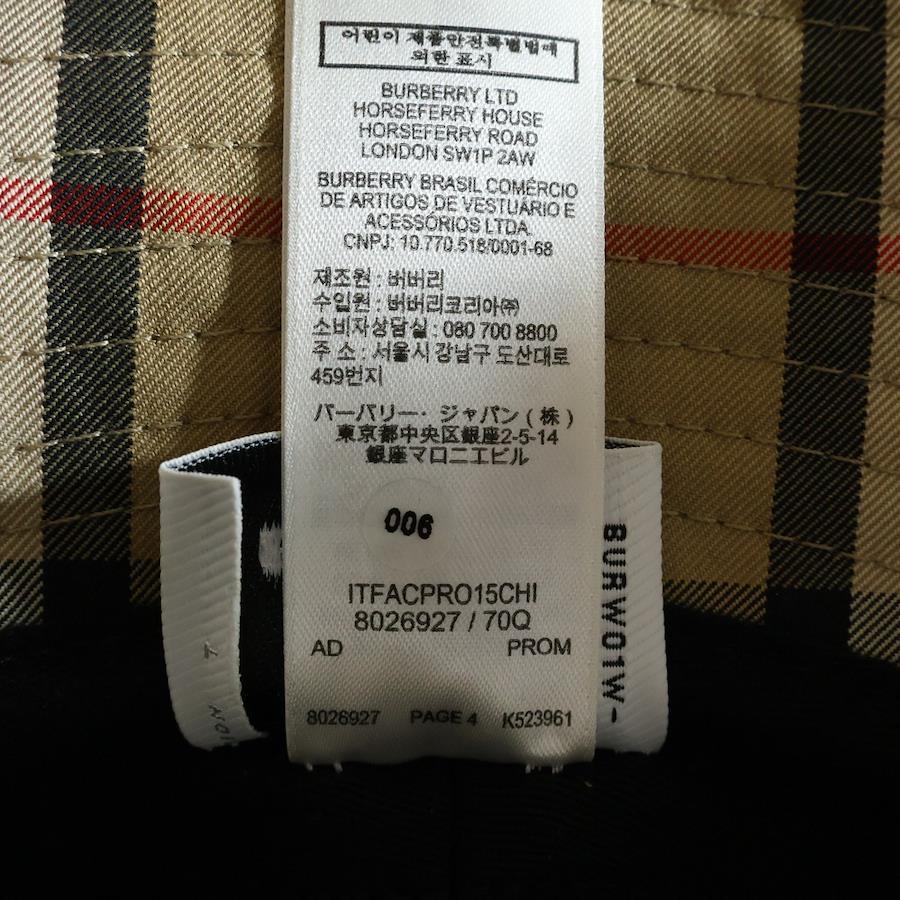 어린이 제품안전특별법에
의한 표시
BURBERRY LTD
HORSEFERRY HOUSE
HORSEFERRY ROAD
LONDON SW1P 2AW
BURBERRY BRASIL COMÉRCIO
DE ARTIGOS DE VESTUÁRIO E
ACESSÓRIOS LTDA.
CNPJ: 10.770.518/0001-68
제조원 : 버버리
수입원 : 버버리코리아㈜
소비자상담실 : 080 700 8800
주 소 : 서울시 강남구 도산대로
459번지
バーバリー・ジャパン(株)
東京都中央区銀座2-5-14
銀座マロニエビル
006
ITFACPRO15CHI
8026927 / 70Q
AD PROM
8026927 PAGE 4 K523961
BURW01W-